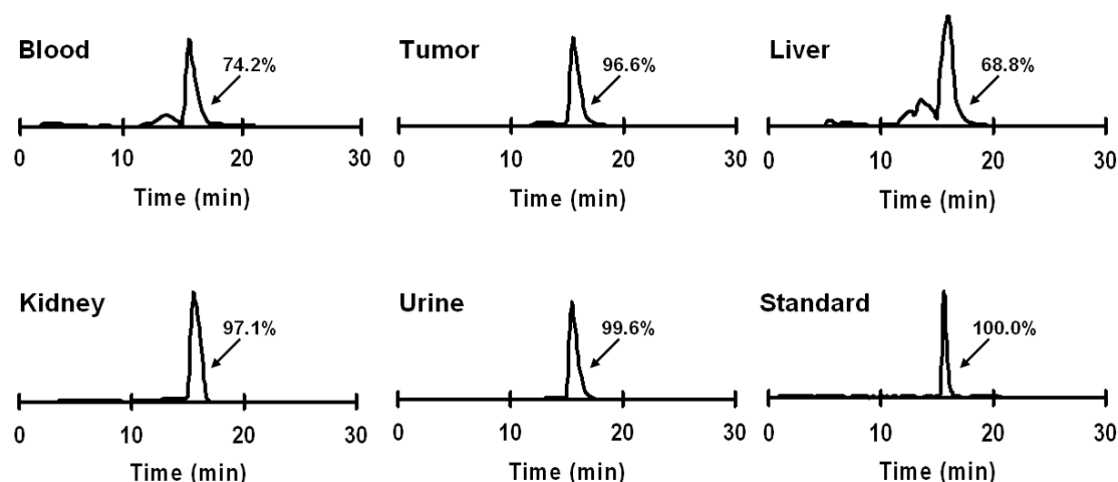 Blood
74.2%
0 10 20 30
Time (min)
Tumor
96.6%
0 10 20 30
Time (min)
Liver
68.8%
0 10 20 30
Time (min)
Kidney
97.1%
0 10 20 30
Time (min)
Urine
99.6%
0 10 20 30
Time (min)
Standard
100.0%
0 10 20 30
Time (min)